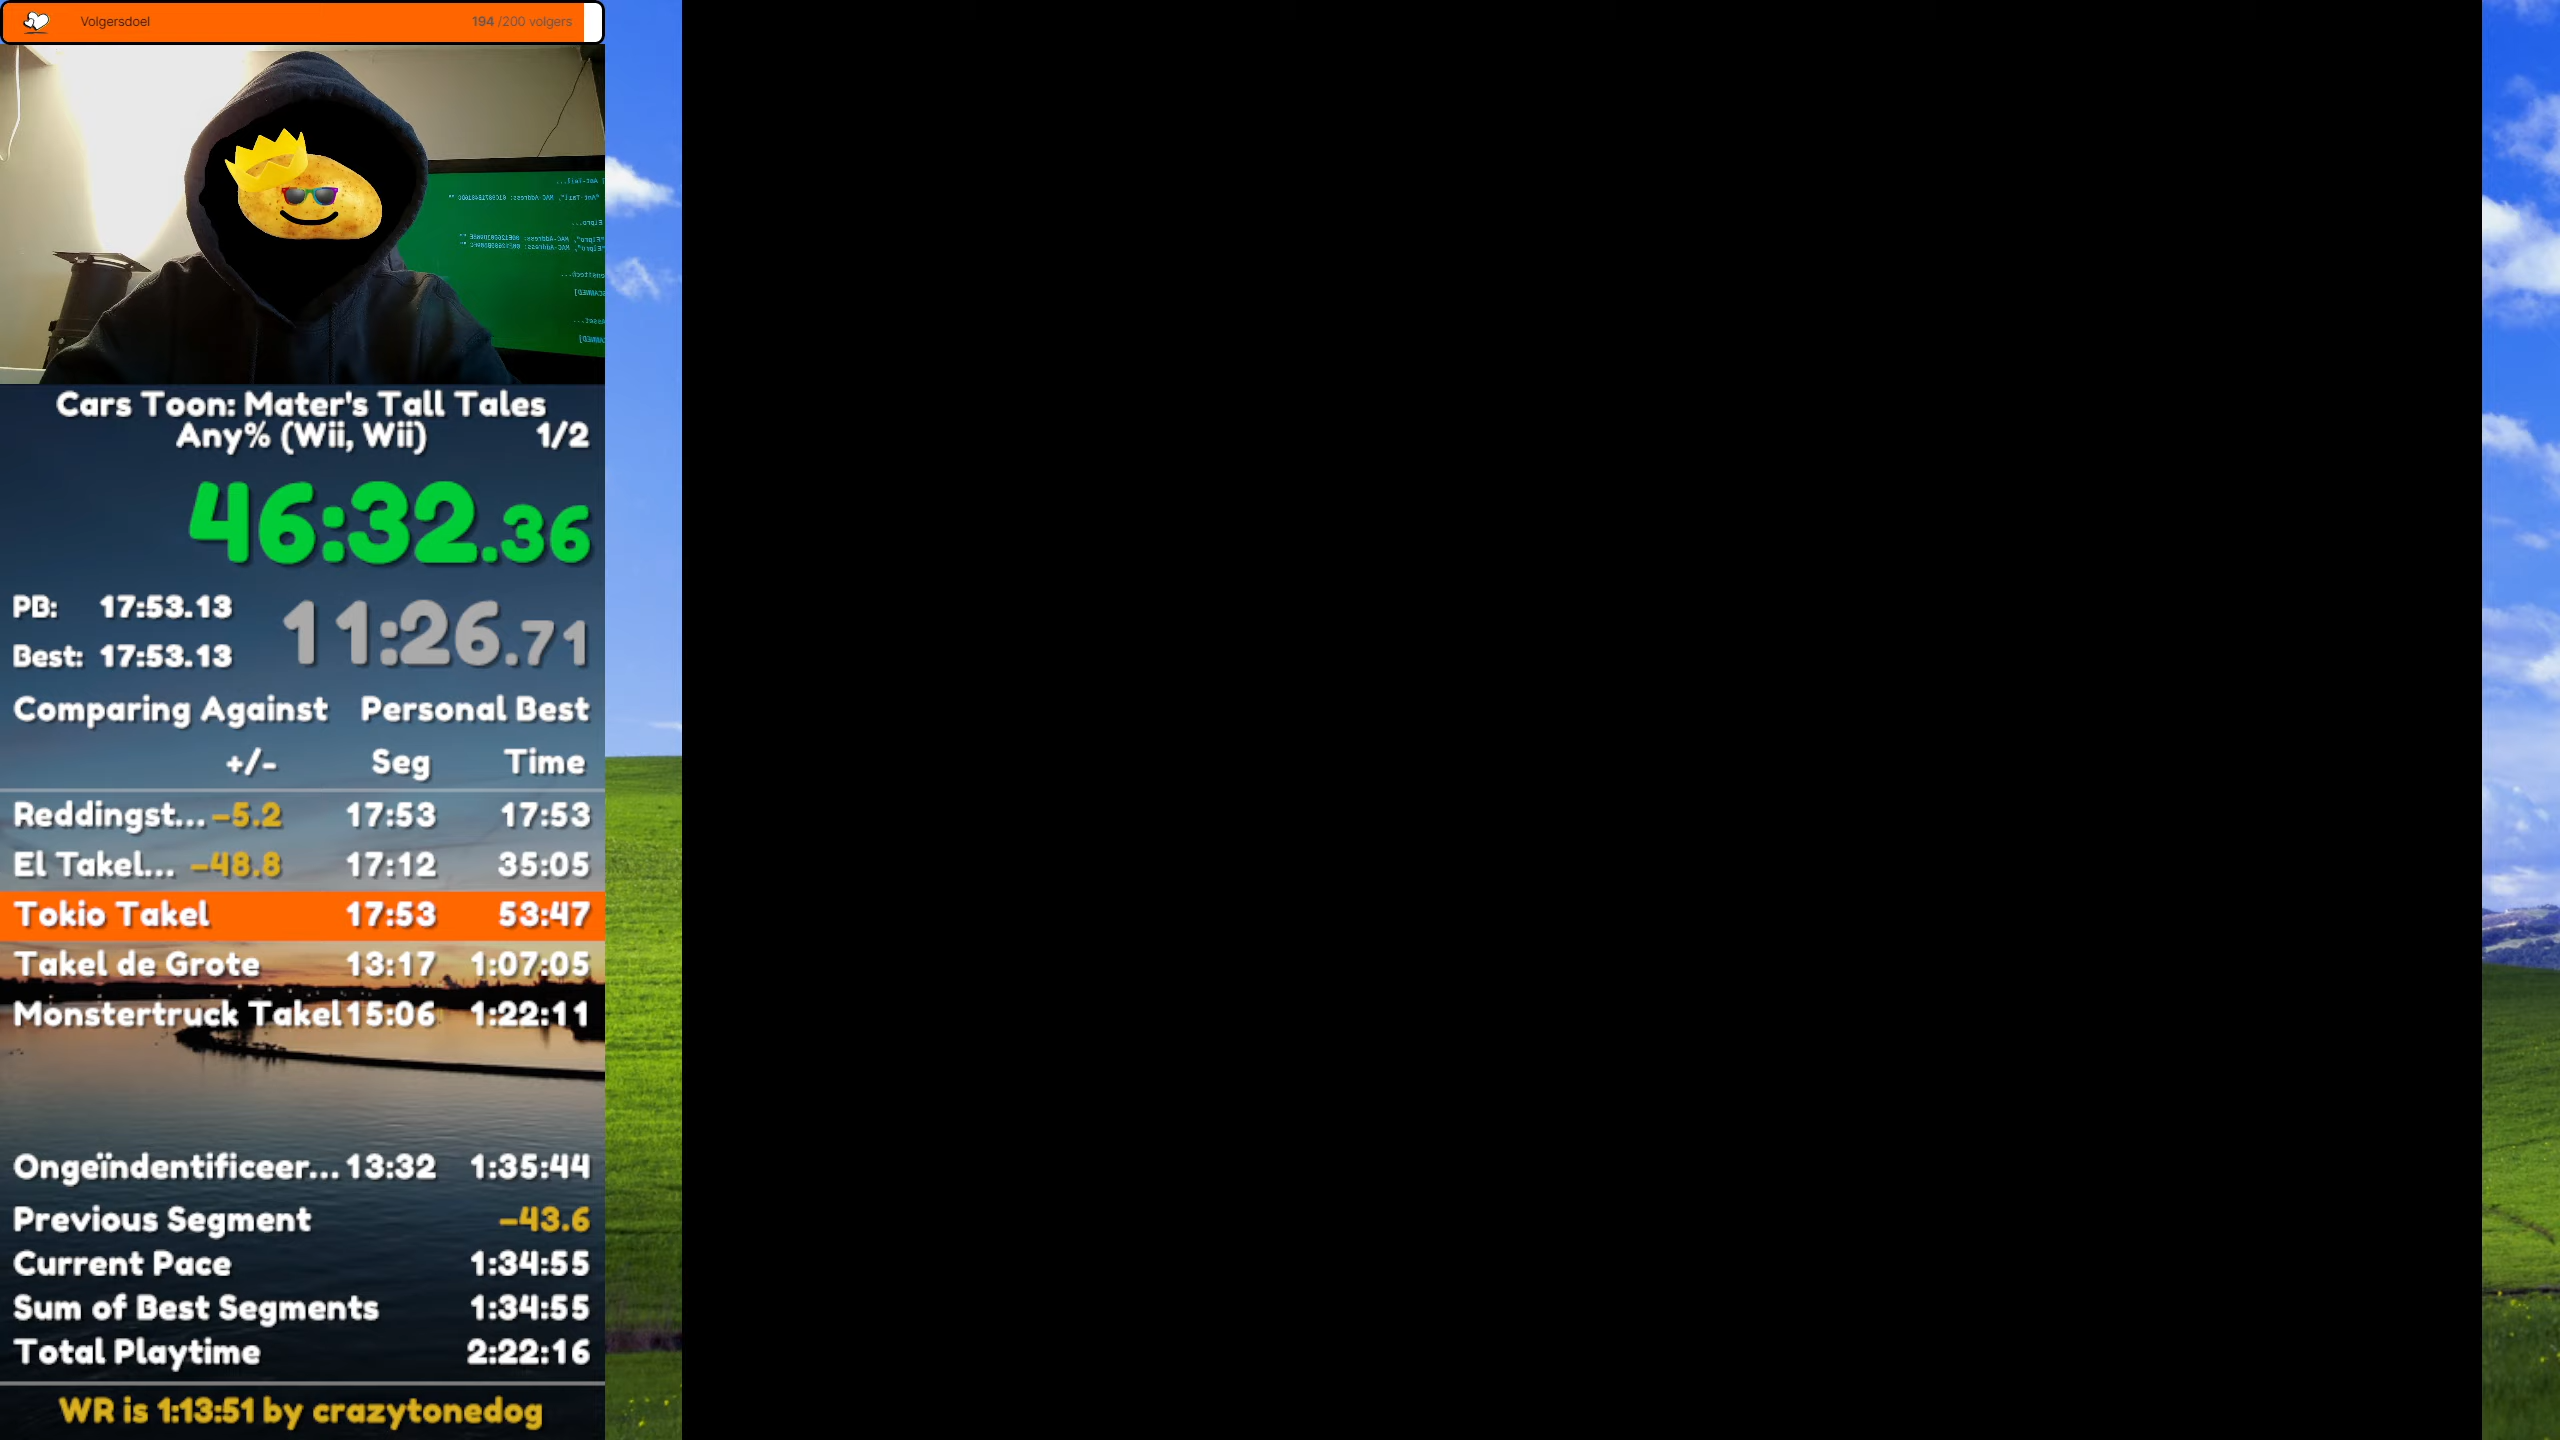 Volgersdoel 194 /200 volgers
Cars Toon: Mater's Tall Tales
Any% (Wii, Wii) 1/2
46:32.36
PB: 17:53.13
11:26.71
Best: 17:53.13
Comparing Against Personal Best
+/- Seg Time
Reddingst... -5.2 17:53 17:53
El Takel... -48.8 17:12 35:05
Tokio Takel 17:53 53:47
Takel de Grote 13:17 1:07:05
Monstertruck Takel 15:06 1:22:11
Ongeïndentificeer... 13:32 1:35:44
Previous Segment -43.6
Current Pace 1:34:55
Sum of Best Segments 1:34:55
Total Playtime 2:22:16
WR is 1:13:51 by crazytonedog